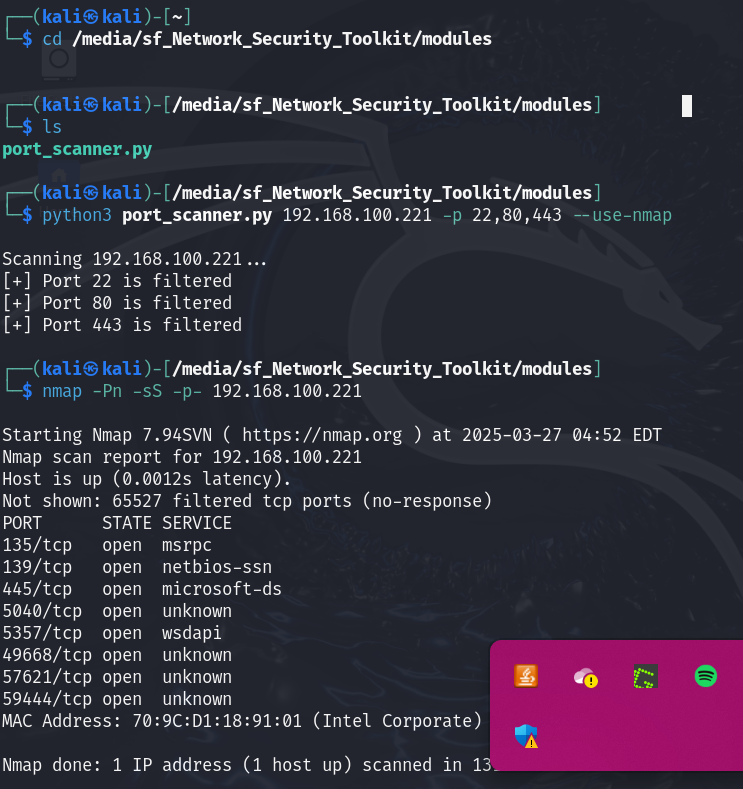 ┌──(kali㉿kali)-[~]
└─$ cd /media/sf_Network_Security_Toolkit/modules
┌──(kali㉿kali)-[/media/sf_Network_Security_Toolkit/modules]
└─$ ls
port_scanner.py
┌──(kali㉿kali)-[/media/sf_Network_Security_Toolkit/modules]
└─$ python3 port_scanner.py 192.168.100.221 -p 22,80,443 --use-nmap
Scanning 192.168.100.221...
[+] Port 22 is filtered
[+] Port 80 is filtered
[+] Port 443 is filtered
┌──(kali㉿kali)-[/media/sf_Network_Security_Toolkit/modules]
└─$ nmap -Pn -sS -p- 192.168.100.221
Starting Nmap 7.94SVN ( https://nmap.org ) at 2025-03-27 04:52 EDT
Nmap scan report for 192.168.100.221
Host is up (0.0012s latency).
Not shown: 65527 filtered tcp ports (no-response)
PORT      STATE SERVICE
135/tcp   open  msrpc
139/tcp   open  netbios-ssn
445/tcp   open  microsoft-ds
5040/tcp  open  unknown
5357/tcp  open  wsdapi
49668/tcp open  unknown
57621/tcp open  unknown
59444/tcp open  unknown
MAC Address: 70:9C:D1:18:91:01 (Intel Corporate)
Nmap done: 1 IP address (1 host up) scanned in